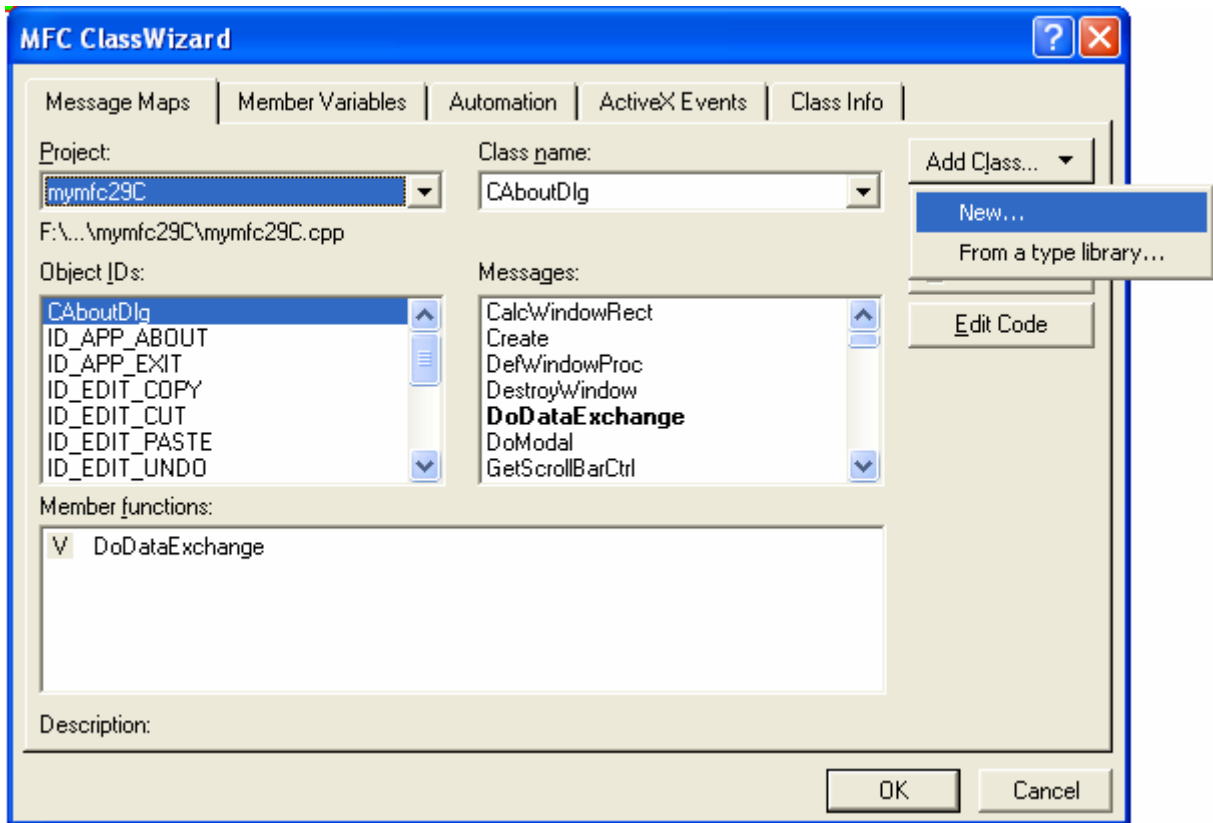 MFC ClassWizard
Message Maps
Member Variables
Automation
ActiveX Events
Class Info
Project:
Class name:
Add Class...
mymfc29C
CAboutDlg
New...
From a type library...
F:\...\mymfc29C\mymfc29C.cpp
Object IDs:
Messages:
CAboutDlg
ID_APP_ABOUT
ID_APP_EXIT
ID_EDIT_COPY
ID_EDIT_CUT
ID_EDIT_PASTE
ID_EDIT_UNDO
CalcWindowRect
Create
DefWindowProc
DestroyWindow
DoDataExchange
DoModal
GetScrollBarCtrl
Edit Code
Member functions:
V DoDataExchange
Description:
OK
Cancel